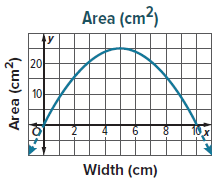 Area (cm²)
y
20
10
O 2 4 6 8 10 x
Area (cm²)
Width (cm)